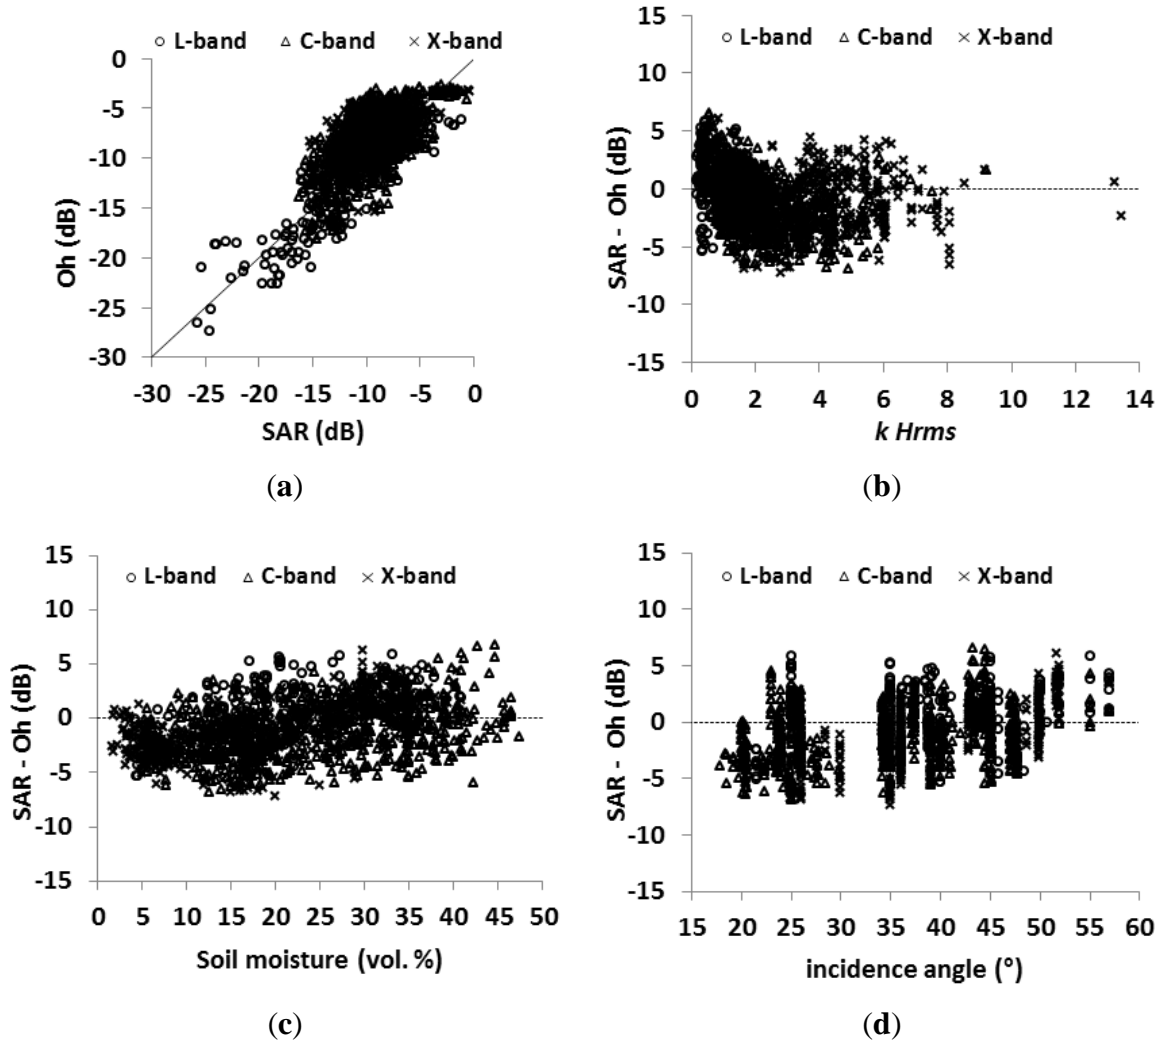 L-band C-band X-band
0
-5
-10
-15
-20
-25
-30
Oh (dB)
-30 -25 -20 -15 -10 -5 0
SAR (dB)
(a)
L-band C-band X-band
15
10
5
0
-5
-10
-15
SAR - Oh (dB)
0 2 4 6 8 10 12 14
k Hrms
(b)
L-band C-band X-band
15
10
5
0
-5
-10
-15
SAR - Oh (dB)
0 5 10 15 20 25 30 35 40 45 50
Soil moisture (vol. %)
(c)
L-band C-band X-band
15
10
5
0
-5
-10
-15
SAR - Oh (dB)
15 20 25 30 35 40 45 50 55 60
incidence angle (°)
(d)